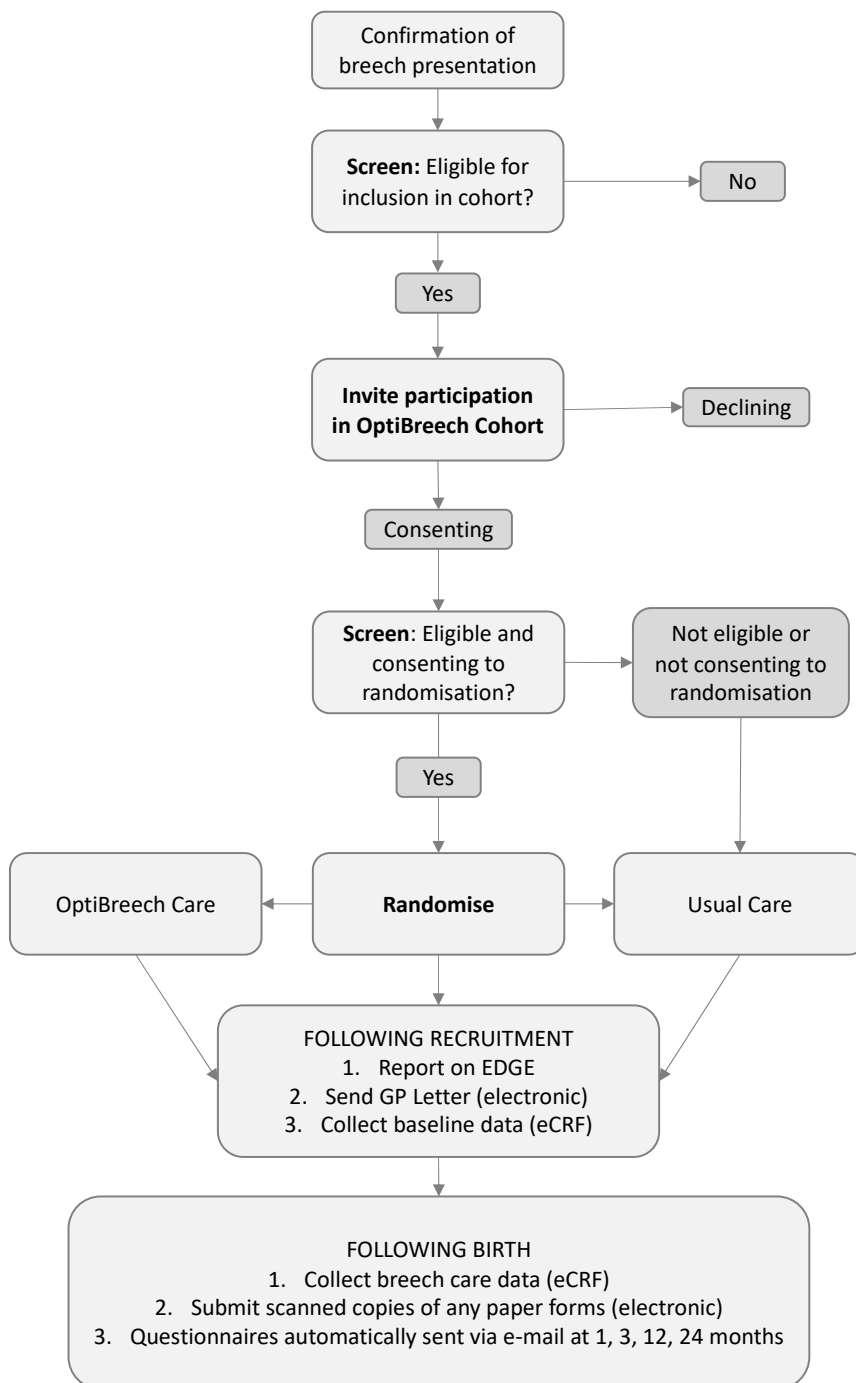 Confirmation of
breech presentation
Screen: Eligible for
inclusion in cohort?
No
Yes
Invite participation
in OptiBreech Cohort
Declining
Consenting
Screen: Eligible and
consenting to
randomisation?
Not eligible or
not consenting to
randomisation
Yes
OptiBreech Care
Randomise
Usual Care
FOLLOWING RECRUITMENT
1. Report on EDGE
2. Send GP Letter (electronic)
3. Collect baseline data (eCRF)
FOLLOWING BIRTH
1. Collect breech care data (eCRF)
2. Submit scanned copies of any paper forms (electronic)
3. Questionnaires automatically sent via e-mail at 1, 3, 12, 24 months